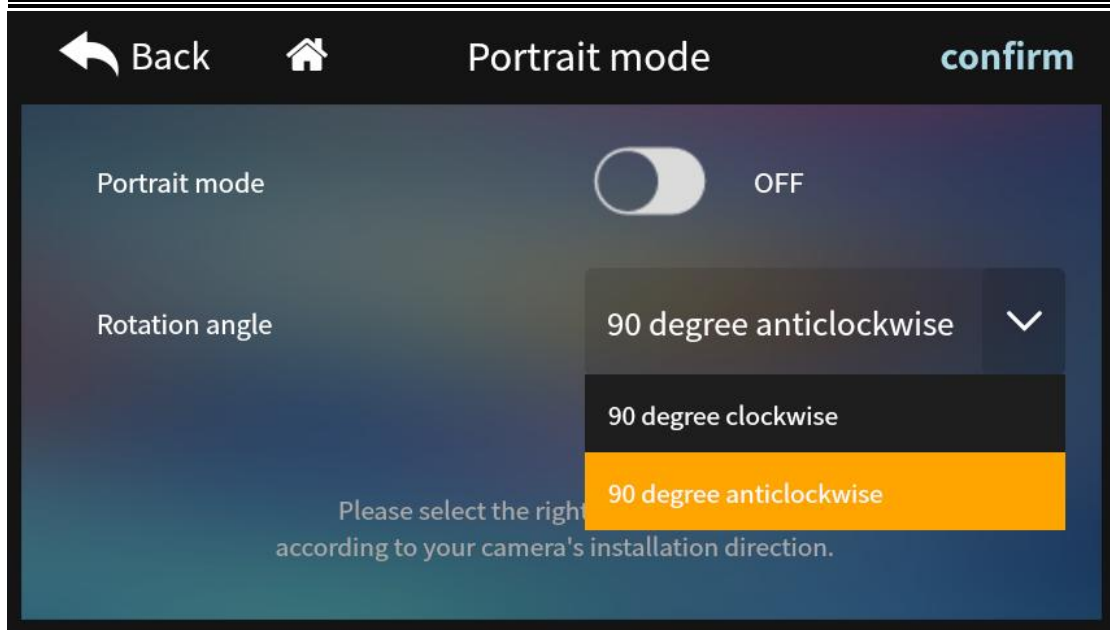 Back
Portrait mode
confirm
Portrait mode
OFF
Rotation angle
90 degree anticlockwise
90 degree clockwise
90 degree anticlockwise
Please select the right
according to your camera's installation direction.